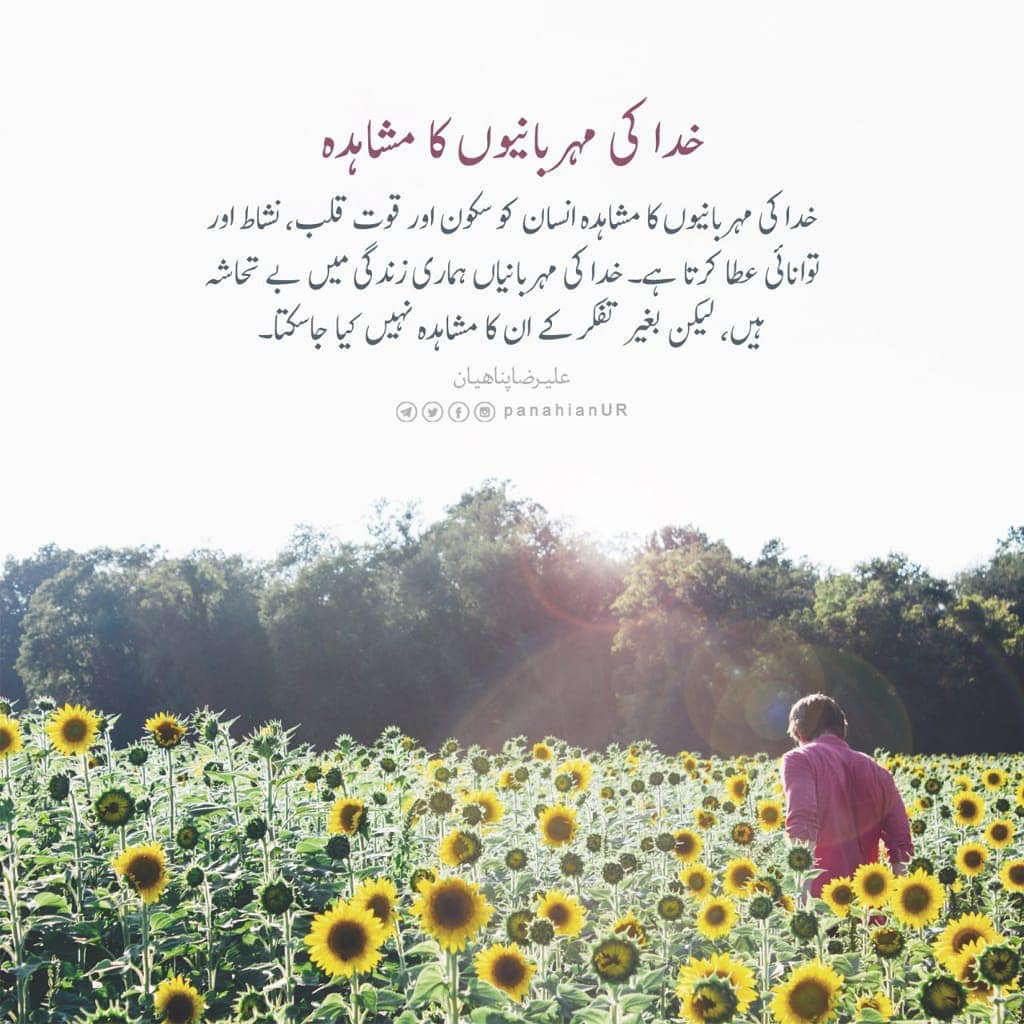 خدا کی مہربانیوں کا مشاہدہ
خدا کی مہربانیوں کا مشاہدہ انسان کو سکون اور قوت قلب، نشاط اور
توانائی عطا کرتا ہے۔ خدا کی مہربانیاں ہماری زندگی میں بے تحاشہ
ہیں، لیکن بغیر تفکر کے ان کا مشاہدہ نہیں کیا جاسکتا۔
علیرضاپناهیان
panahianUR